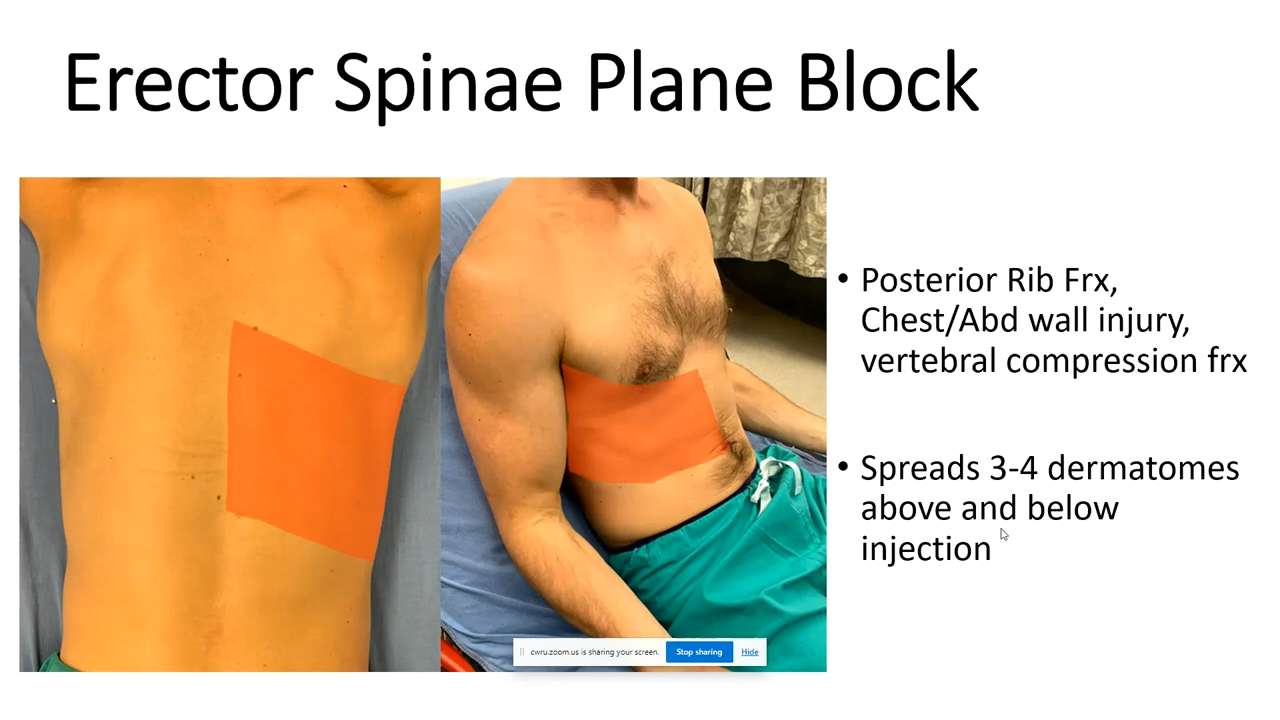 Erector Spinae Plane Block
• Posterior Rib Frx,
Chest/Abd wall injury,
vertebral compression frx
• Spreads 3-4 dermatomes
above and below
injection
cwru.zoom.us is sharing your screen. Stop sharing Hide